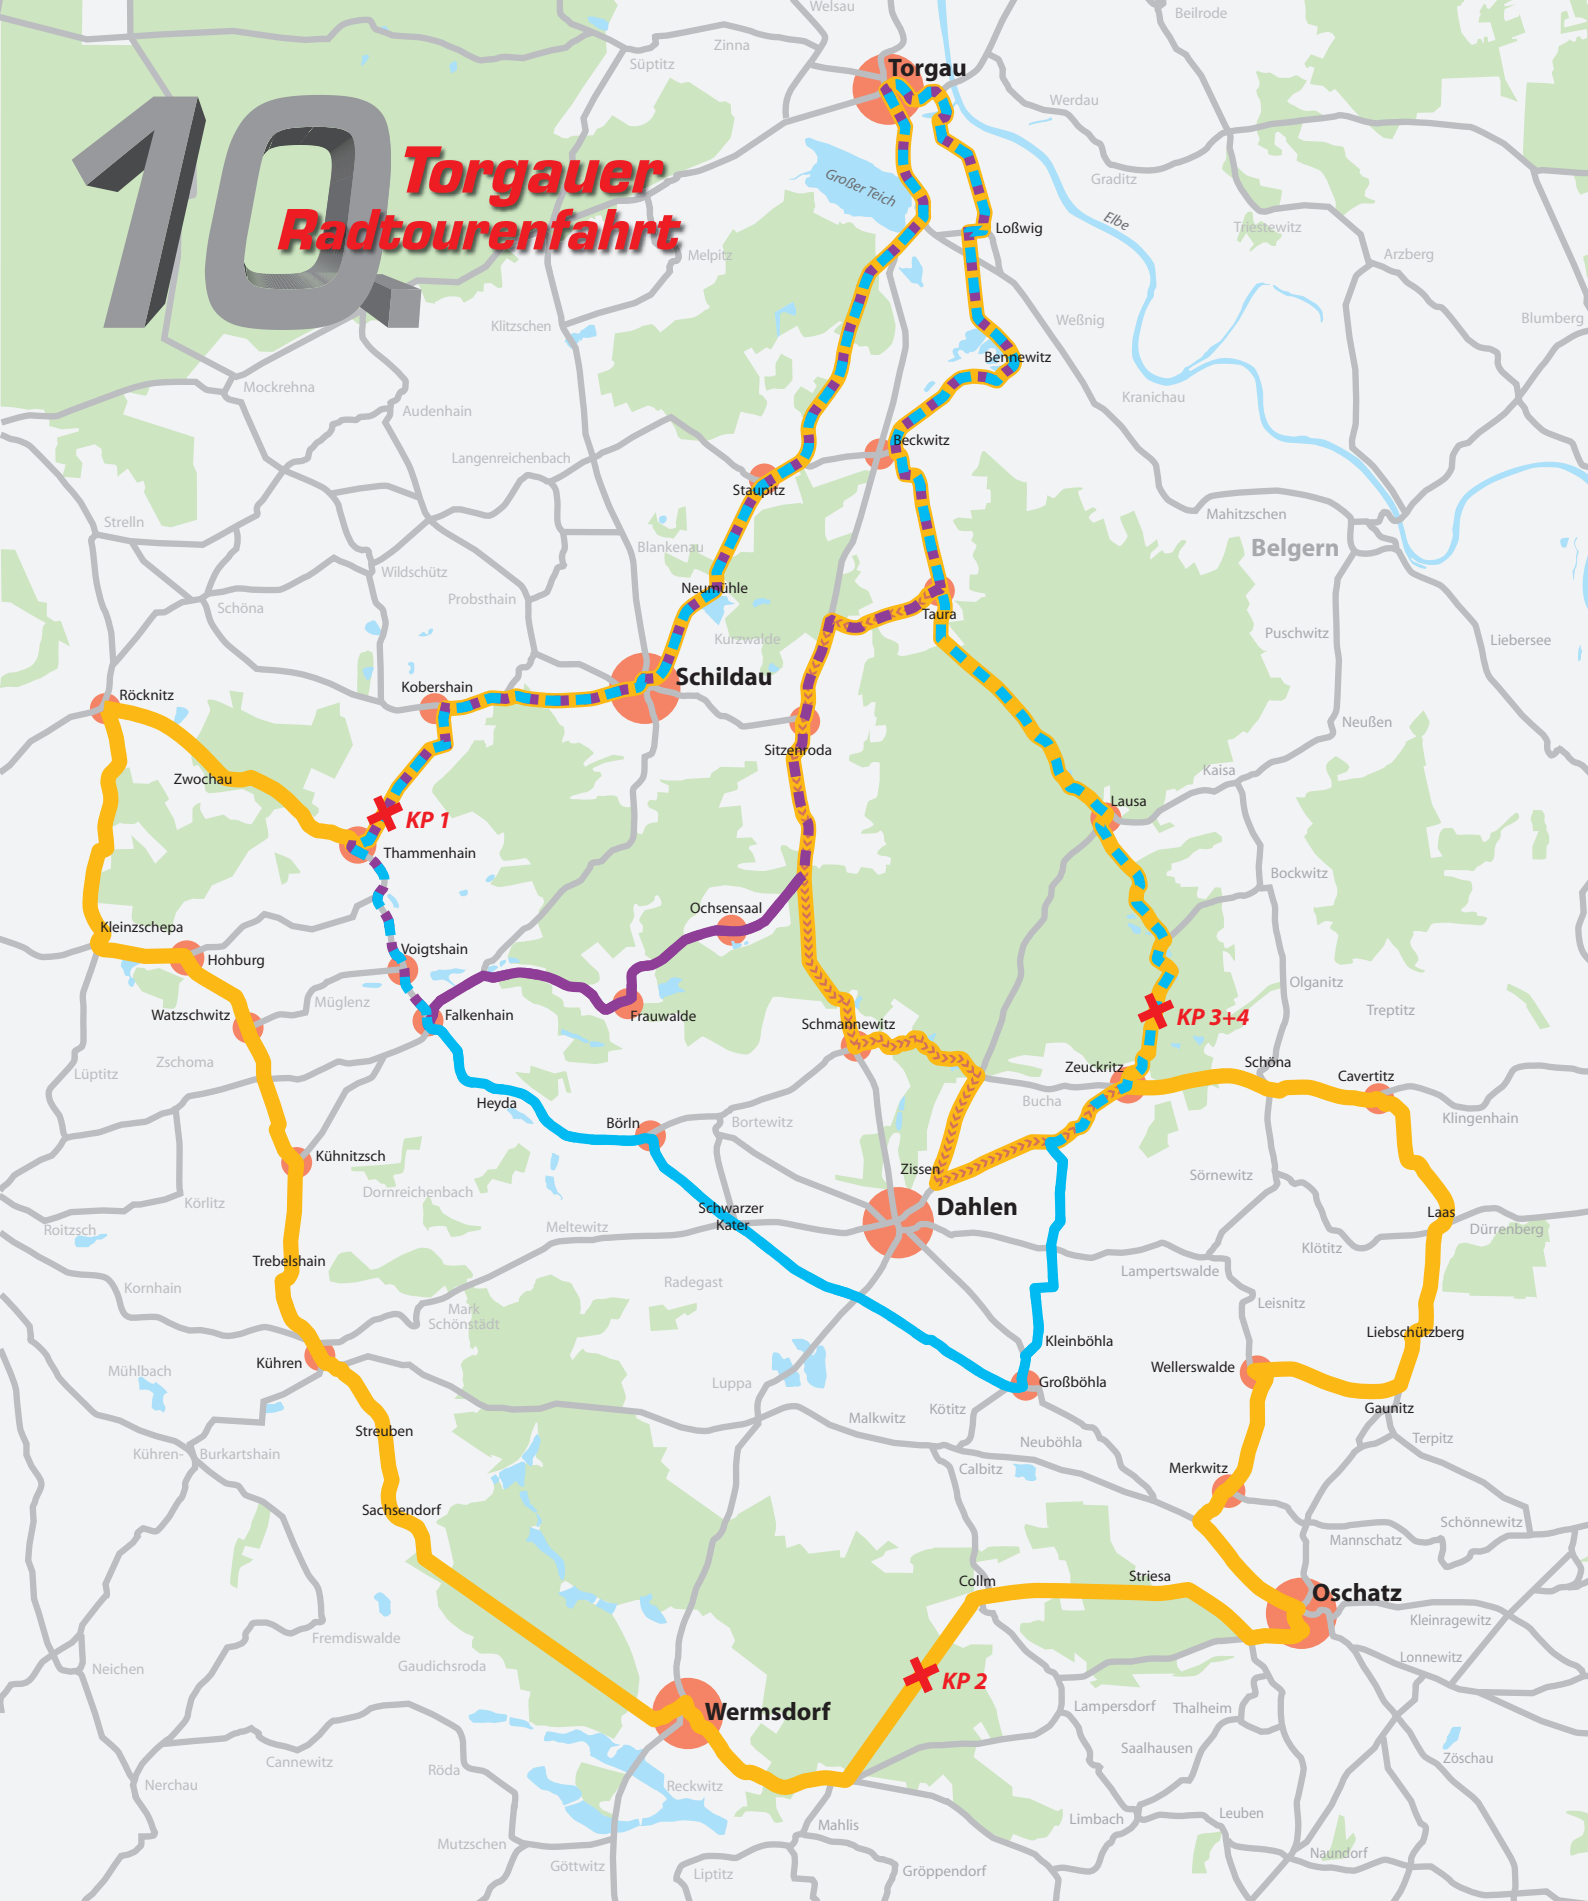 Welsau
Beilrode
Zinna
Süptitz
Torgau
Werdau
10.
Torgauer
Radtourenfahrt
Großer Teich
Graditz
Elbe
Triestewitz
Loßwig
Melpitz
Arzberg
Klitzschen
Weßnig
Blumberg
Bennewitz
Mockrehna
Kranichau
Audenhain
Beckwitz
Langenreichenbach
Staupitz
Strelln
Mahitzschen
Blankenau
Belgern
Wildschütz
Neumühle
Probsthain
Schöna
Taura
Kurzwalde
Puschwitz
Liebersee
Schildau
Kobershain
Röcknitz
Neußen
Sitzenroda
Zwochau
Kaisa
Lausa
KP 1
Thammenhain
Bockwitz
Ochsensaal
Kleinzschepa
Voigtshain
Hohburg
Olganitz
Müglenz
Watzschwitz
Falkenhain
Frauwalde
Schmannewitz
KP 3+4
Treptitz
Zschoma
Lüptitz
Zeuckritz
Schöna
Cavertitz
Heyda
Bucha
Börln
Bortewitz
Klingenhain
Kühnitzsch
Zissen
Sörnewitz
Dornreichenbach
Körlitz
Schwarzer
Kater
Dahlen
Laas
Roitzsch
Meltewitz
Dürrenberg
Klötitz
Trebelshain
Lampertswalde
Kornhain
Radegast
Mark
Schönstädt
Leisnitz
Liebschützberg
Kleinböhla
Kühren
Mühlbach
Wellerswalde
Luppa
Großböhla
Malkwitz
Kötitz
Gaunitz
Streuben
Terpitz
Neuböhla
Kühren-
Burkartshain
Calbitz
Merkwitz
Sachsendorf
Schönnewitz
Mannschatz
Collm
Striesa
Oschatz
Kleinragewitz
Fremdiswalde
Lonnewitz
Gaudichsroda
Neichen
KP 2
Wermsdorf
Lampersdorf
Thalheim
Saalhausen
Cannewitz
Röda
Zöschau
Nerchau
Reckwitz
Limbach
Leuben
Mahlis
Mutzschen
Naundorf
Göttwitz
Liptitz
Gröppendorf